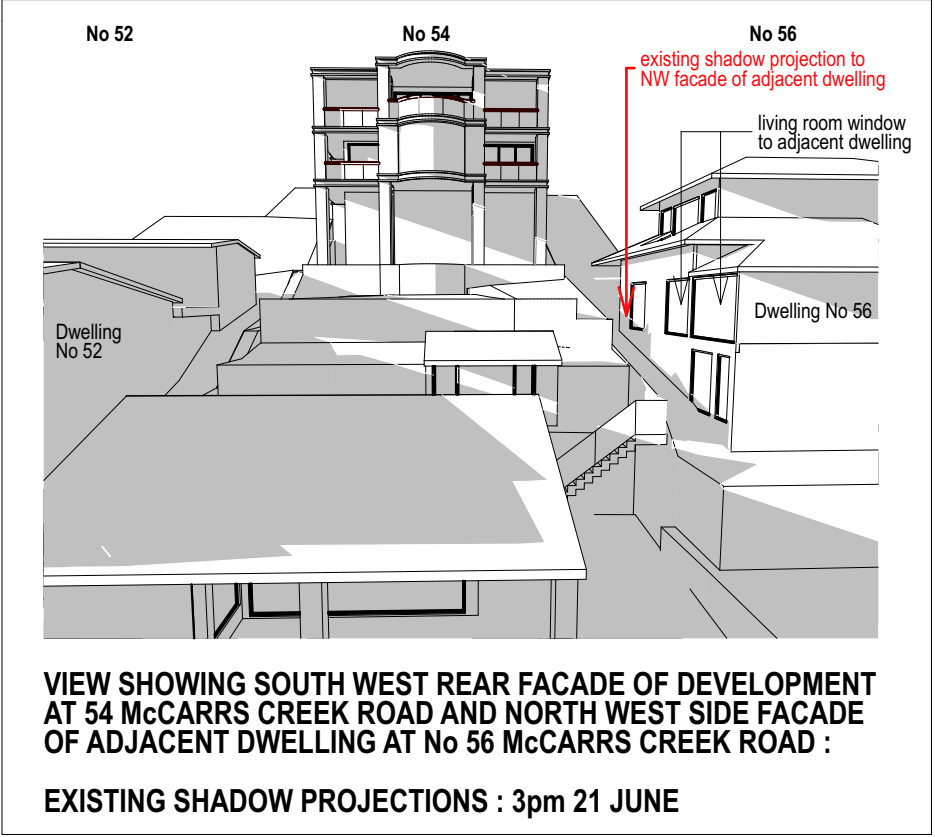 No 52
No 54
No 56
existing shadow projection to
NW facade of adjacent dwelling
living room window
to adjacent dwelling
Dwelling No 56
Dwelling
No 52
VIEW SHOWING SOUTH WEST REAR FACADE OF DEVELOPMENT
AT 54 McCARRS CREEK ROAD AND NORTH WEST SIDE FACADE
OF ADJACENT DWELLING AT No 56 McCARRS CREEK ROAD :
EXISTING SHADOW PROJECTIONS : 3pm 21 JUNE